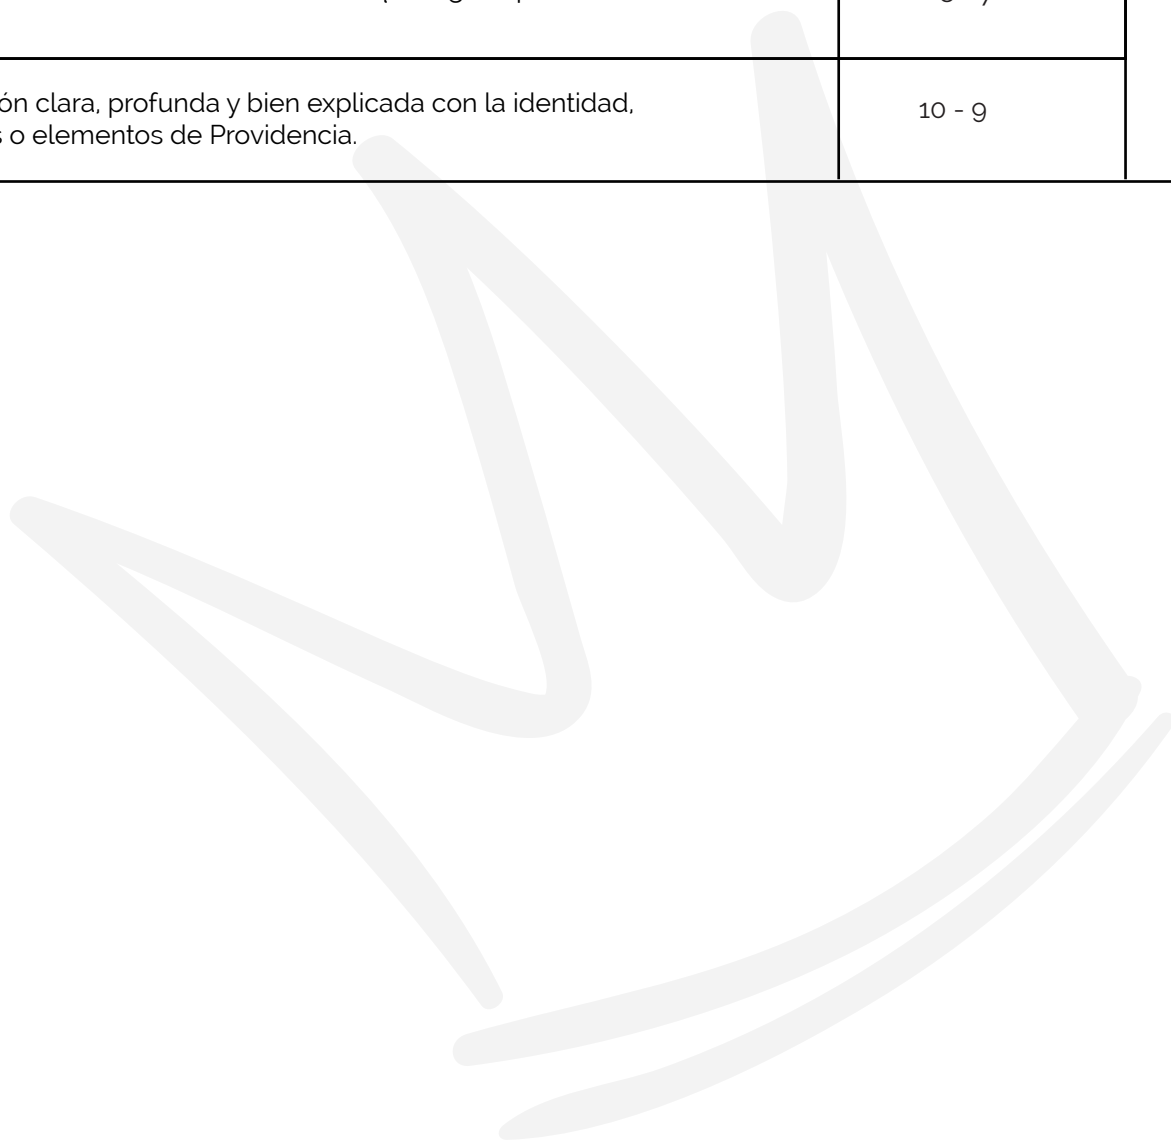 ón clara, profunda y bien explicada con la identidad,
s o elementos de Providencia.
10 - 9